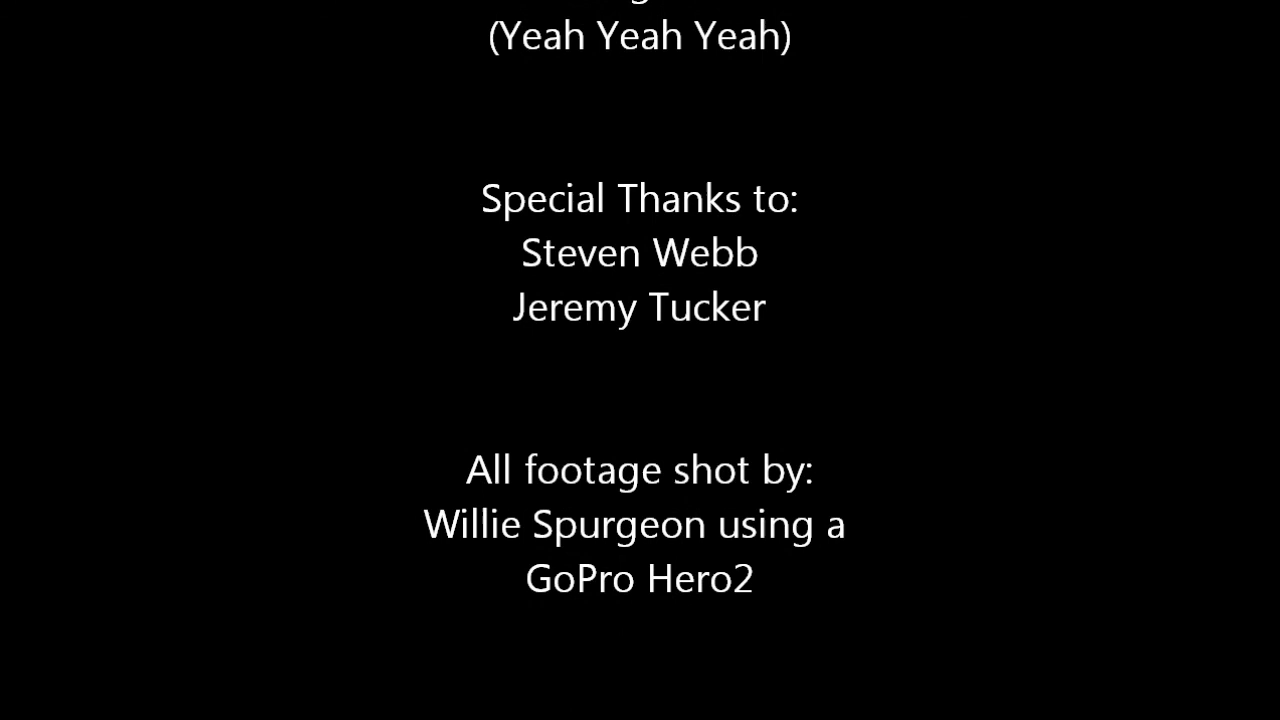 (Yeah Yeah Yeah)
Special Thanks to:
Steven Webb
Jeremy Tucker
All footage shot by:
Willie Spurgeon using a
GoPro Hero2